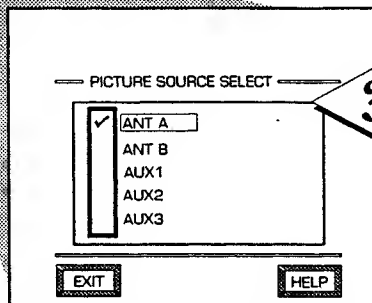 PICTURE SOURCE SELECT
✓ ANT A
ANT B
AUX1
AUX2
AUX3
EXIT HELP